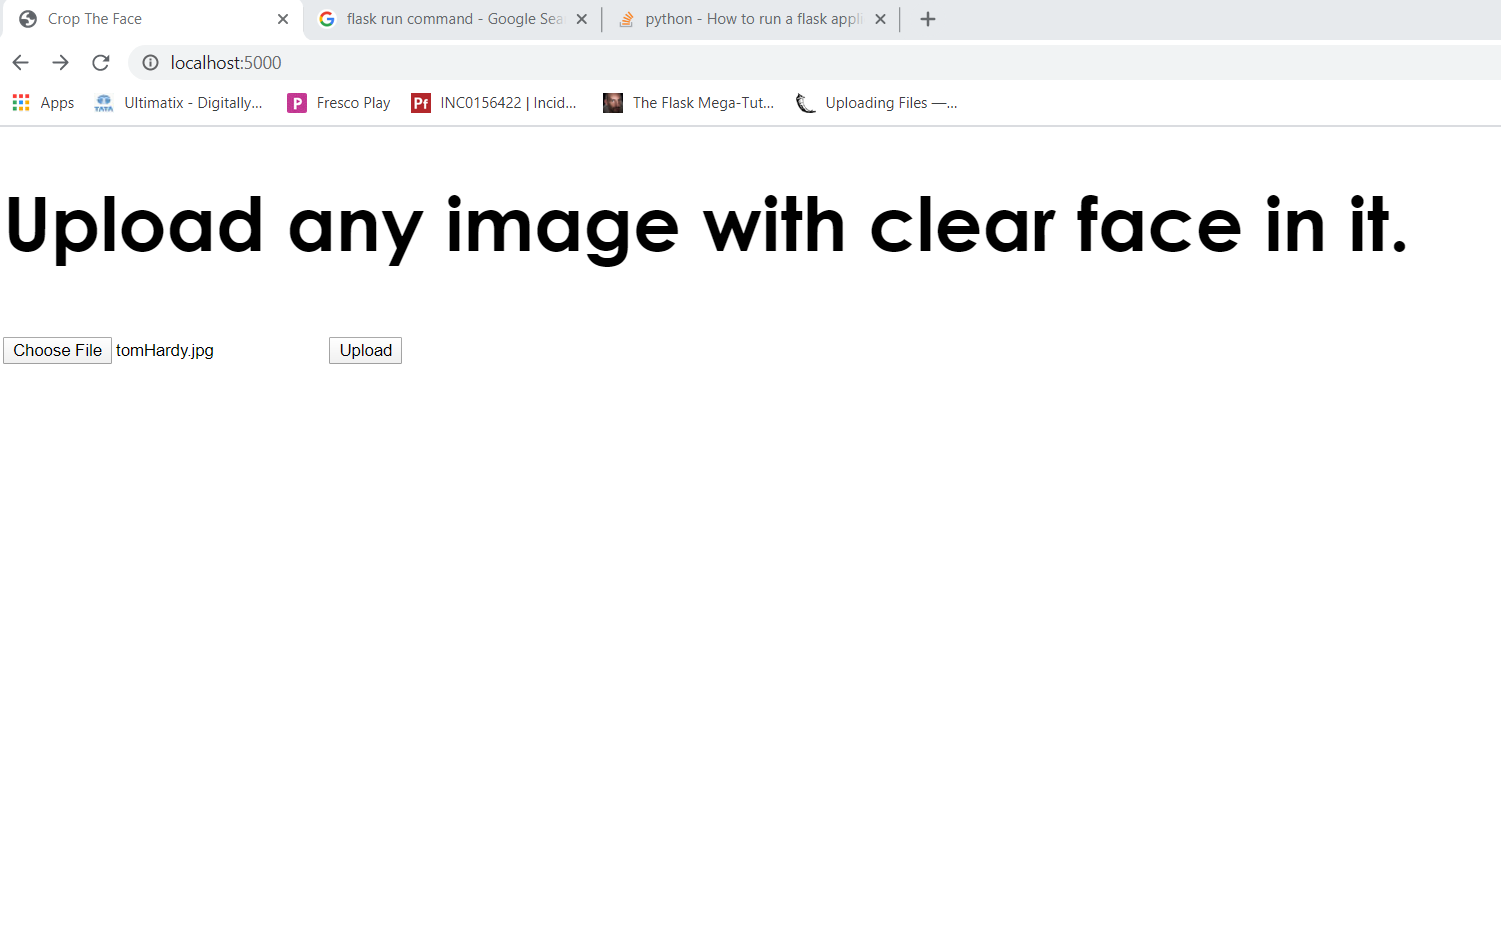 Crop The Face
flask run command - Google Sea
python - How to run a flask appli
localhost:5000
Apps
Ultimatix - Digitally...
P Fresco Play
Pf INC0156422 | Incid...
The Flask Mega-Tut...
Uploading Files —...
TATA
Upload any image with clear face in it.
Choose File tomHardy.jpg Upload